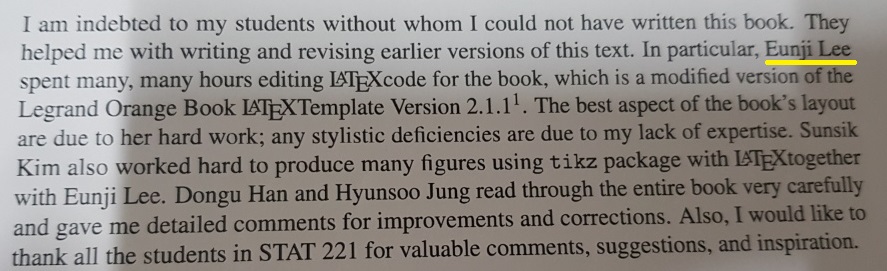 I am indebted to my students without whom I could not have written this book. They
helped me with writing and revising earlier versions of this text. In particular, Eunji Lee
spent many, many hours editing LATEXcode for the book, which is a modified version of the
Legrand Orange Book LATEXTemplate Version 2.1.1¹. The best aspect of the book's layout
are due to her hard work; any stylistic deficiencies are due to my lack of expertise. Sunsik
Kim also worked hard to produce many figures using tikz package with LATEXtogether
with Eunji Lee. Dongu Han and Hyunsoo Jung read through the entire book very carefully
and gave me detailed comments for improvements and corrections. Also, I would like to
thank all the students in STAT 221 for valuable comments, suggestions, and inspiration.